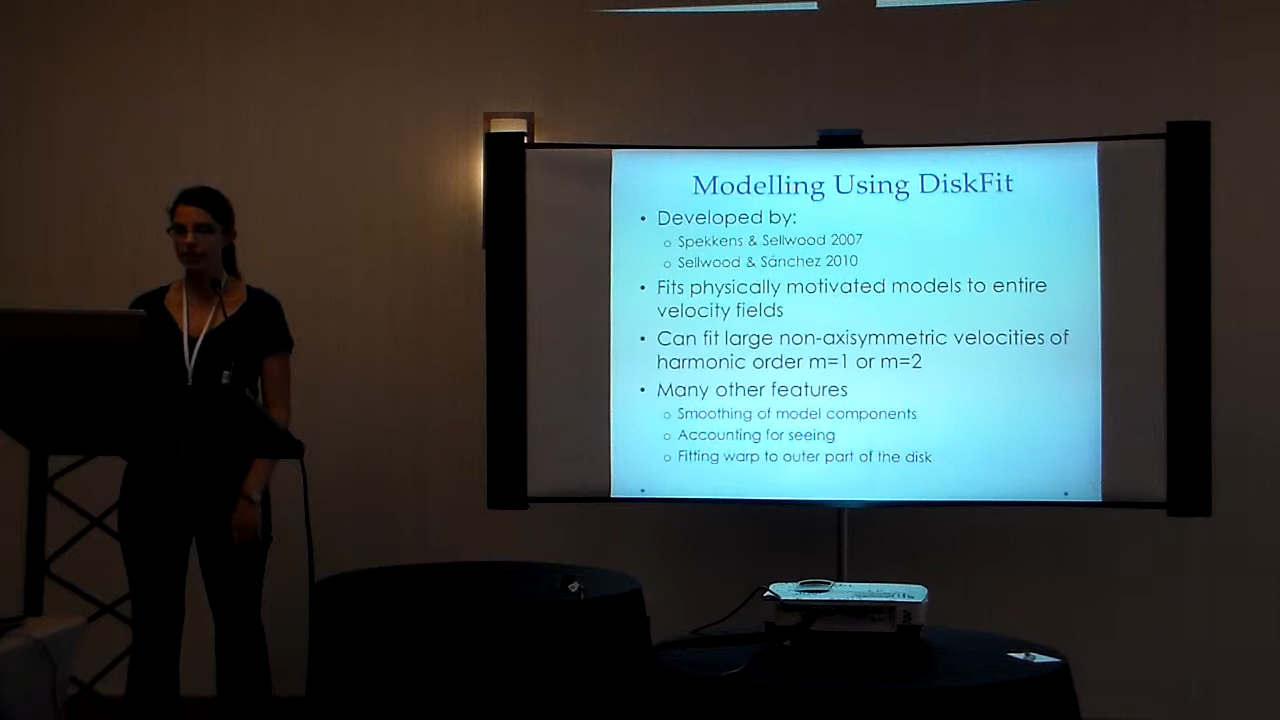 Modelling Using DiskFit
• Developed by:
o Spekkens & Sellwood 2007
o Sellwood & Sánchez 2010
• Fits physically motivated models to entire
velocity fields
• Can fit large non-axisymmetric velocities of
harmonic order m=1 or m=2
• Many other features
o Smoothing of model components
o Accounting for seeing
o Fitting warp to outer part of the disk